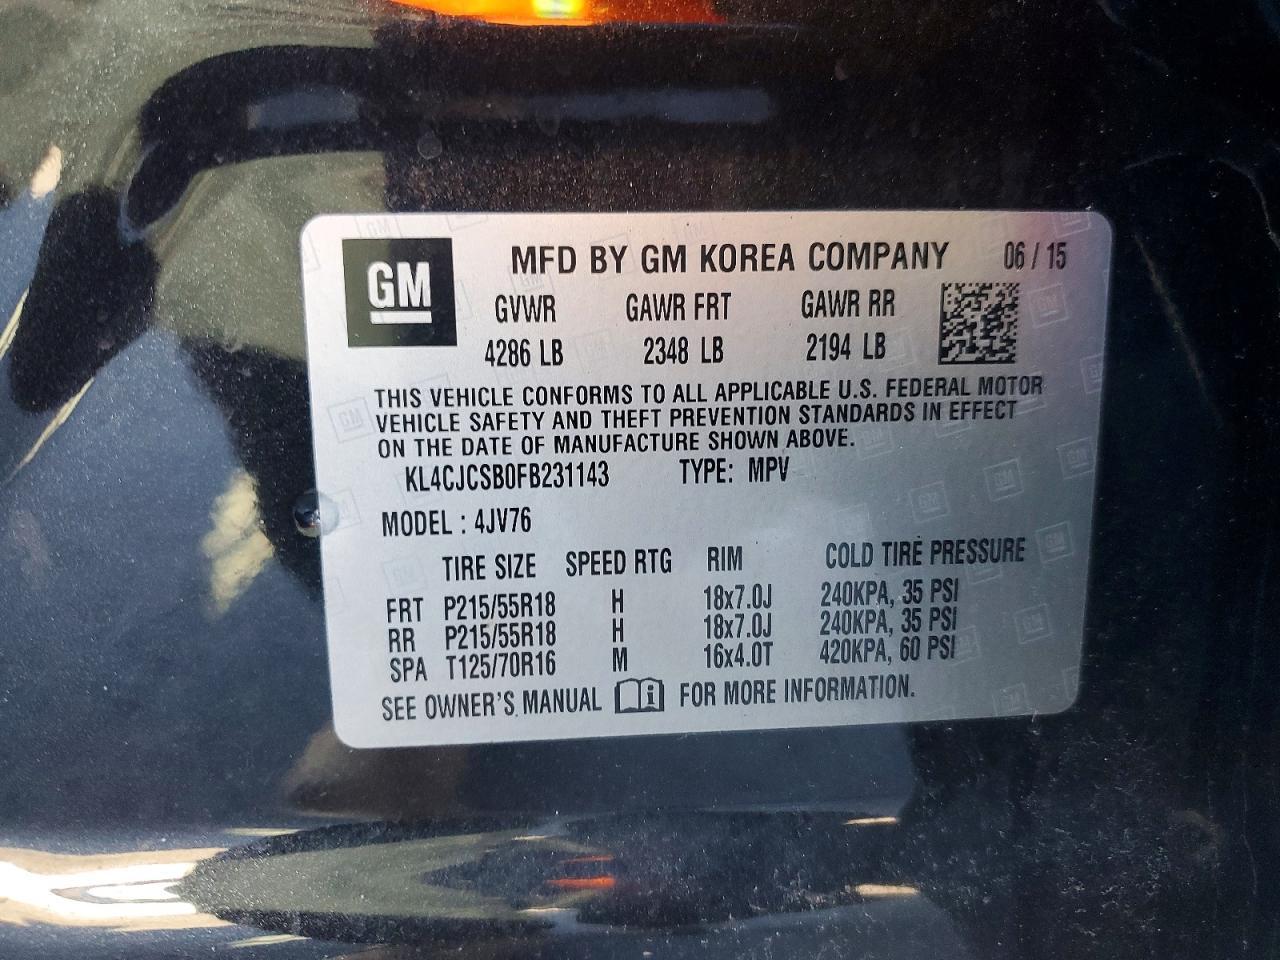 GM
MFD BY GM KOREA COMPANY 06 / 15
GVWR GAWR FRT GAWR RR
4286 LB 2348 LB 2194 LB
THIS VEHICLE CONFORMS TO ALL APPLICABLE U.S. FEDERAL MOTOR
VEHICLE SAFETY AND THEFT PREVENTION STANDARDS IN EFFECT
ON THE DATE OF MANUFACTURE SHOWN ABOVE.
KL4CJCSB0FB231143 TYPE: MPV
MODEL : 4JV76
TIRE SIZE SPEED RTG RIM COLD TIRE PRESSURE
FRT P215/55R18 H 18x7.0J 240KPA, 35 PSI
RR P215/55R18 H 18x7.0J 240KPA, 35 PSI
SPA T125/70R16 M 16x4.0T 420KPA, 60 PSI
SEE OWNER'S MANUAL FOR MORE INFORMATION.